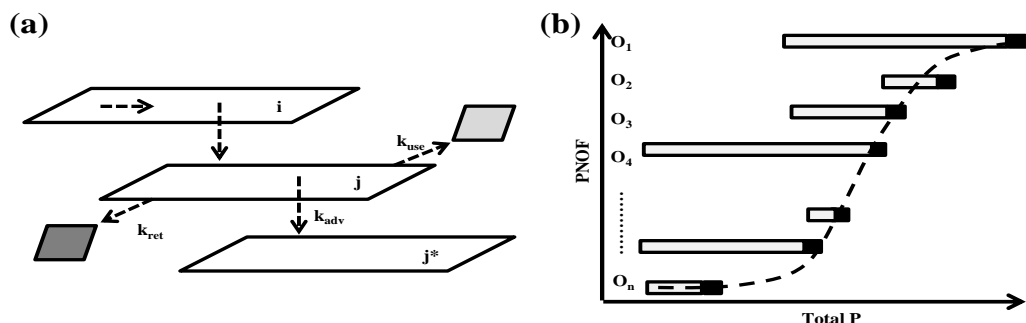 (a)
i
k_use
j
k_adv
k_ret
j*
(b)
PNOF
O_1
O_2
O_3
O_4
O_n
Total P